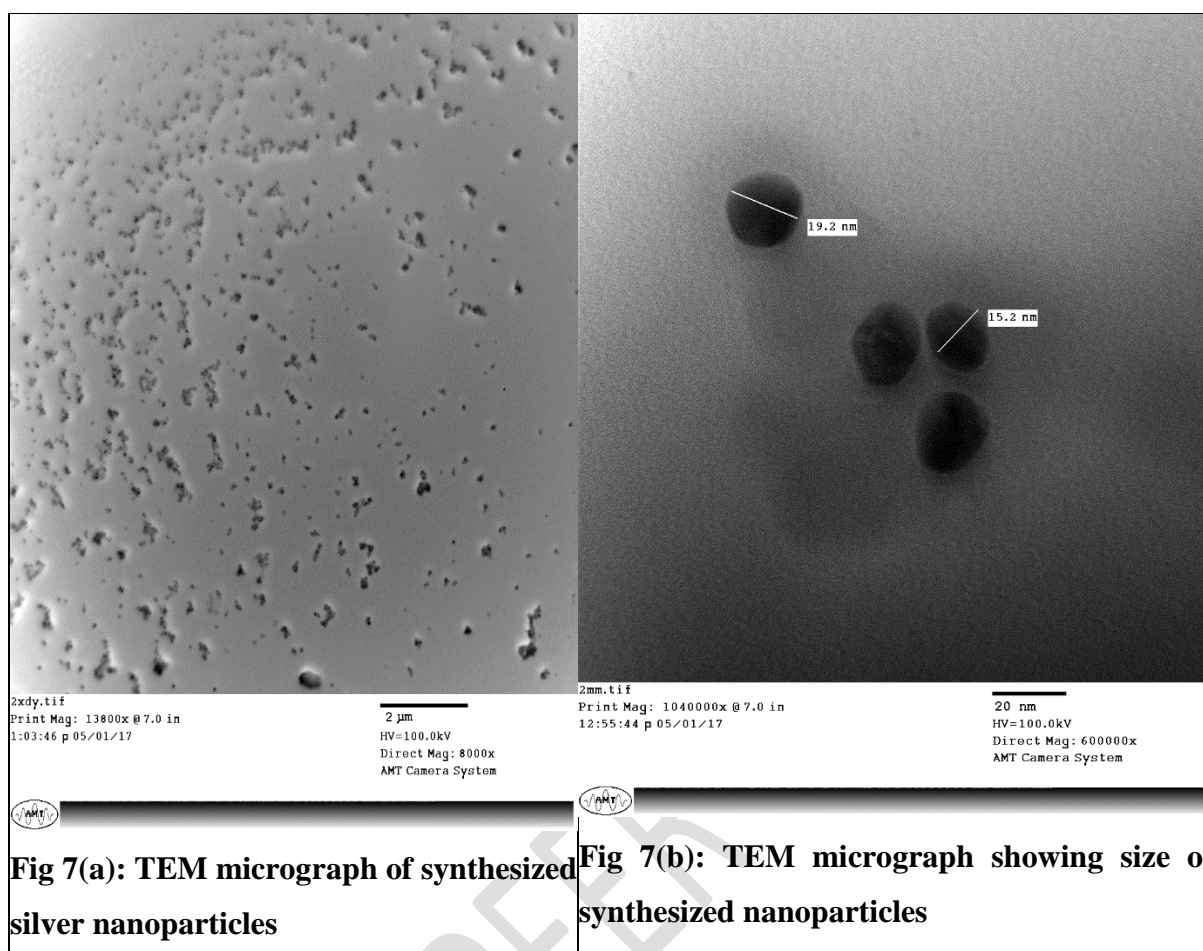 19.2 nm
15.2 nm
2xdy.tif
Print Mag: 13800x @ 7.0 in
1:03:46 p 05/01/17
2 µm
HV=100.0kV
Direct Mag: 8000x
AMT Camera System
AMT
Fig 7(a): TEM micrograph of synthesized
silver nanoparticles
2mm.tif
Print Mag: 1040000x @ 7.0 in
12:55:44 p 05/01/17
20 nm
HV=100.0kV
Direct Mag: 600000x
AMT Camera System
AMT
Fig 7(b): TEM micrograph showing size o
synthesized nanoparticles